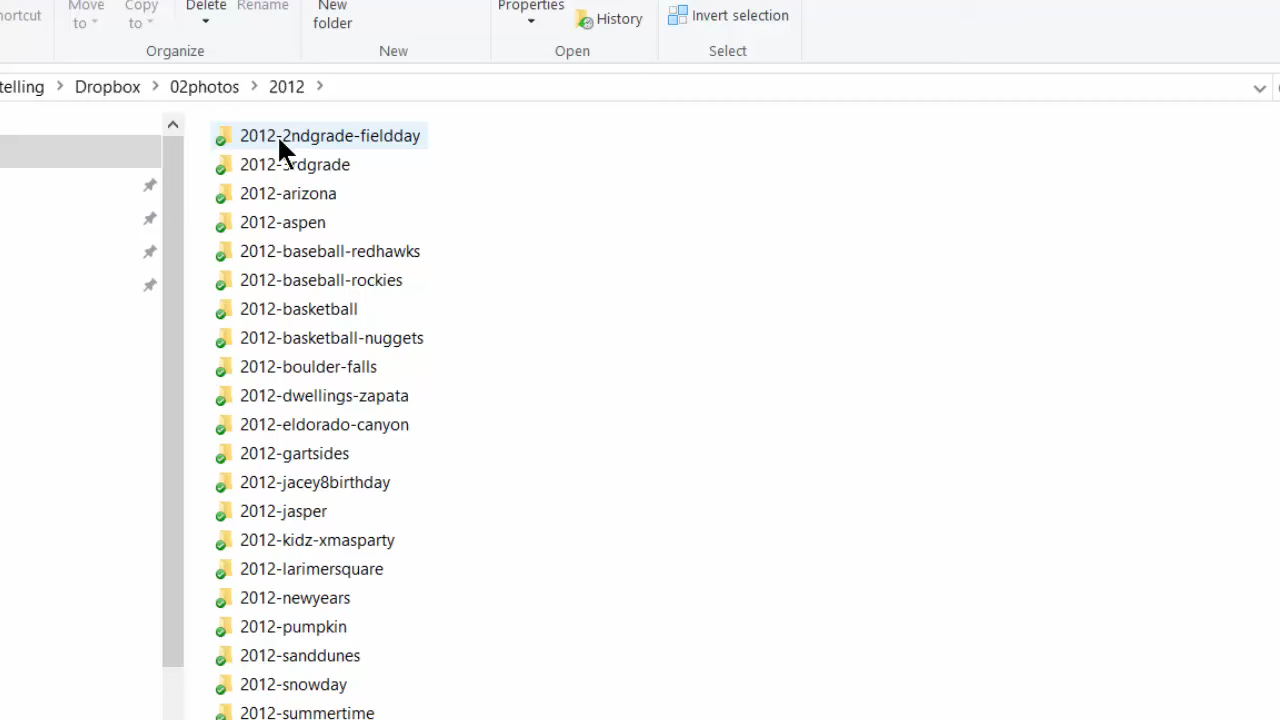 hortcut
Move to
Copy to
Delete
Rename
New folder
Properties
History
Invert selection
Organize
New
Open
Select
telling > Dropbox > 02photos > 2012 >
2012-2ndgrade-fieldday
2012-3rdgrade
2012-arizona
2012-aspen
2012-baseball-redhawks
2012-baseball-rockies
2012-basketball
2012-basketball-nuggets
2012-boulder-falls
2012-dwellings-zapata
2012-eldorado-canyon
2012-gartsides
2012-jacey8birthday
2012-jasper
2012-kidz-xmasparty
2012-larimersquare
2012-newyears
2012-pumpkin
2012-sanddunes
2012-snowday
2012-summertime